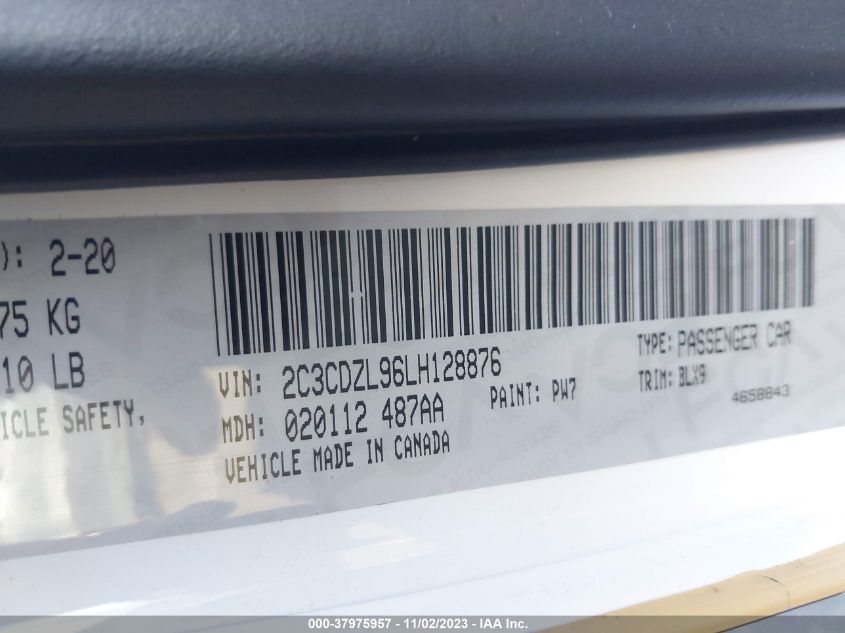 ): 2-20
75 KG
10 LB
ICLE SAFETY,
VIN: 2C3CDZL96LH128876
TYPE: PASSENGER CAR
MDH: 020112 487AA
PAINT: PW7
TRIM: BLX9
VEHICLE MADE IN CANADA
4658843
000-37975957 - 11/02/2023 - IAA Inc.